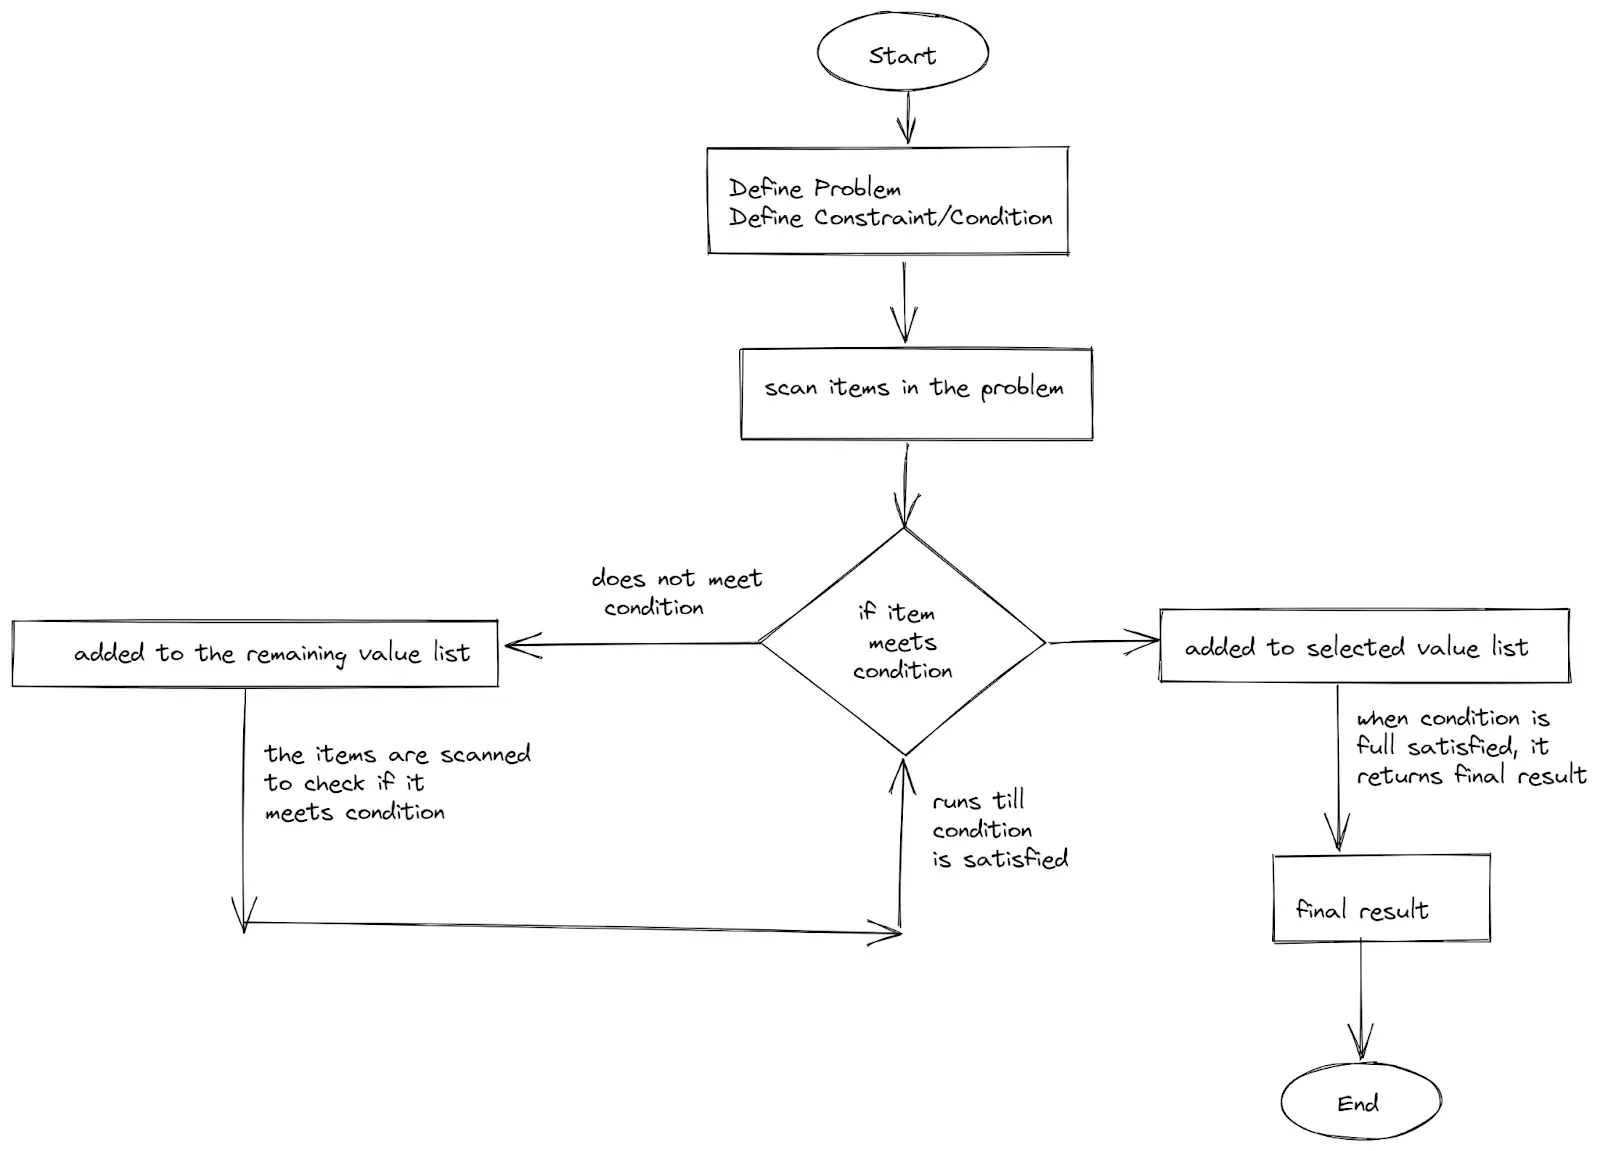 Start
Define Problem
Define Constraint/Condition
scan items in the problem
does not meet
condition
if item
meets
condition
added to the remaining value list
added to selected value list
the items are scanned
to check if it
meets condition
runs till
condition
is satisfied
when condition is
full satisfied, it
returns final result
final result
End